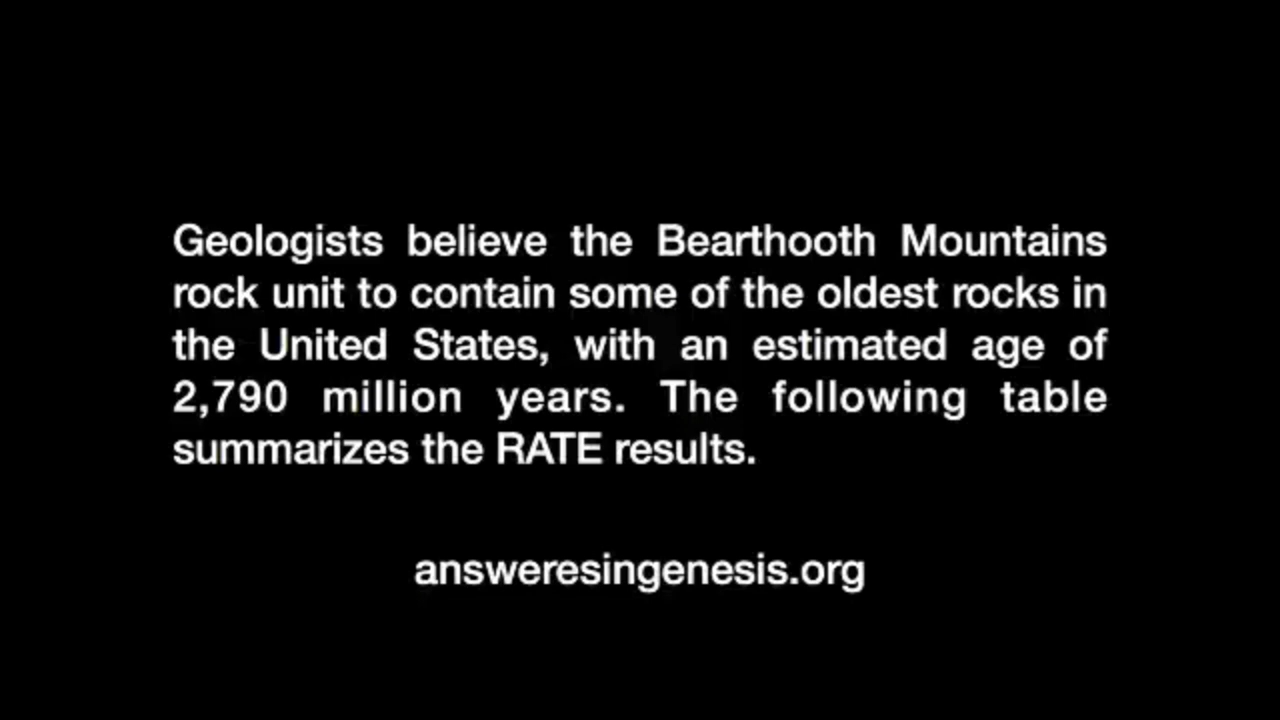 Geologists believe the Bearthooth Mountains
rock unit to contain some of the oldest rocks in
the United States, with an estimated age of
2,790 million years. The following table
summarizes the RATE results.
answeresingenesis.org